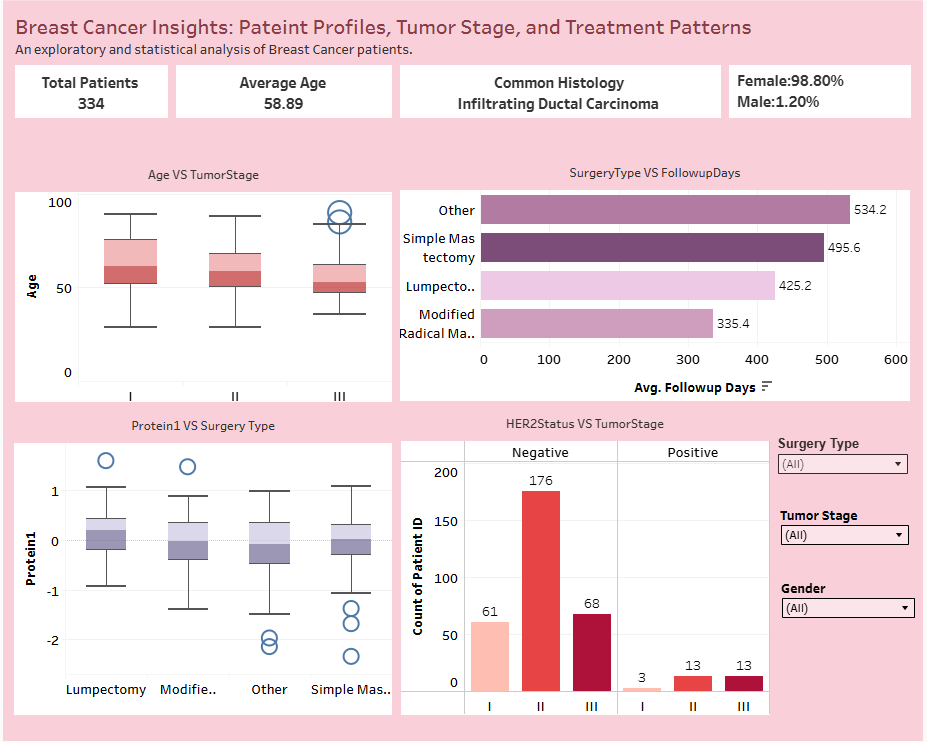 Breast Cancer Insights: Pateint Profiles, Tumor Stage, and Treatment Patterns
An exploratory and statistical analysis of Breast Cancer patients.
Total Patients
334
Average Age
58.89
Common Histology
Infiltrating Ductal Carcinoma
Female:98.80%
Male:1.20%
Age VS TumorStage
100
50
0
Age
I
II
III
SurgeryType VS FollowupDays
Other
534.2
Simple Mas
tectomy
495.6
Lumpecto..
425.2
Modified
Radical Ma..
335.4
0 100 200 300 400 500 600
Avg. Followup Days
Protein1 VS Surgery Type
1
0
-1
-2
Protein1
Lumpectomy
Modifie..
Other
Simple Mas..
HER2Status VS TumorStage
Negative
Positive
200
150
100
50
0
Count of Patient ID
61
176
68
3
13
13
I II III I II III
Surgery Type
(All)
Tumor Stage
(All)
Gender
(All)